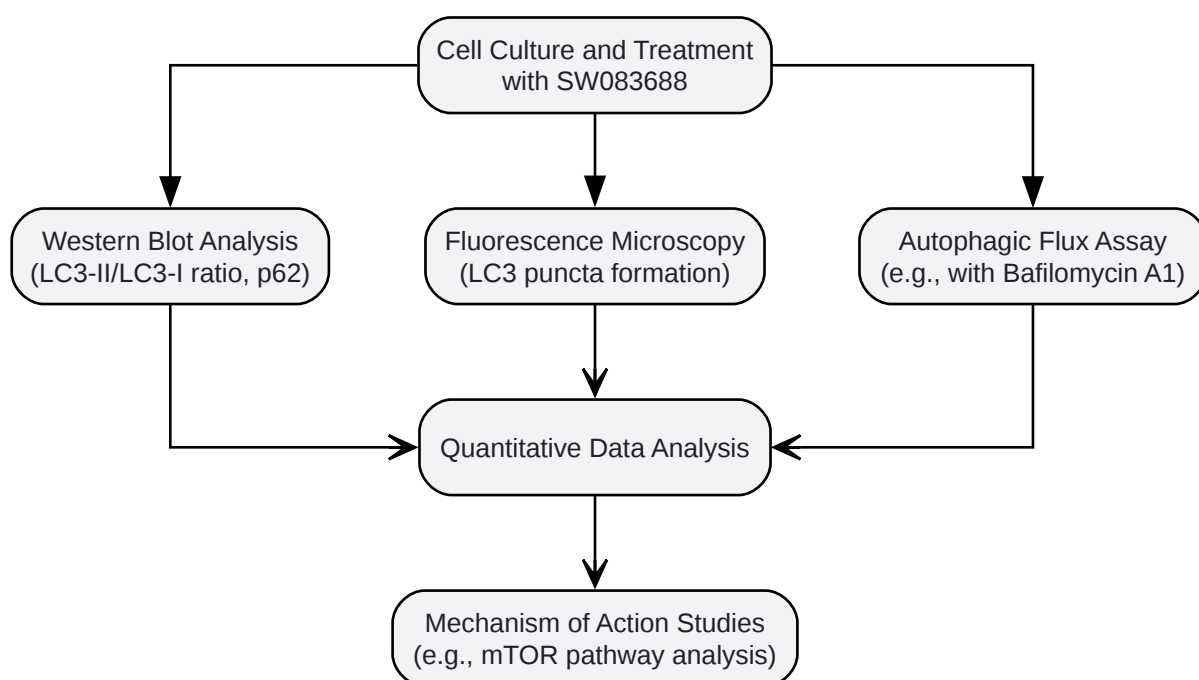 Cell Culture and Treatment
with SW083688
Western Blot Analysis
(LC3-II/LC3-I ratio, p62)
Fluorescence Microscopy
(LC3 puncta formation)
Autophagic Flux Assay
(e.g., with Bafilomycin A1)
Quantitative Data Analysis
Mechanism of Action Studies
(e.g., mTOR pathway analysis)